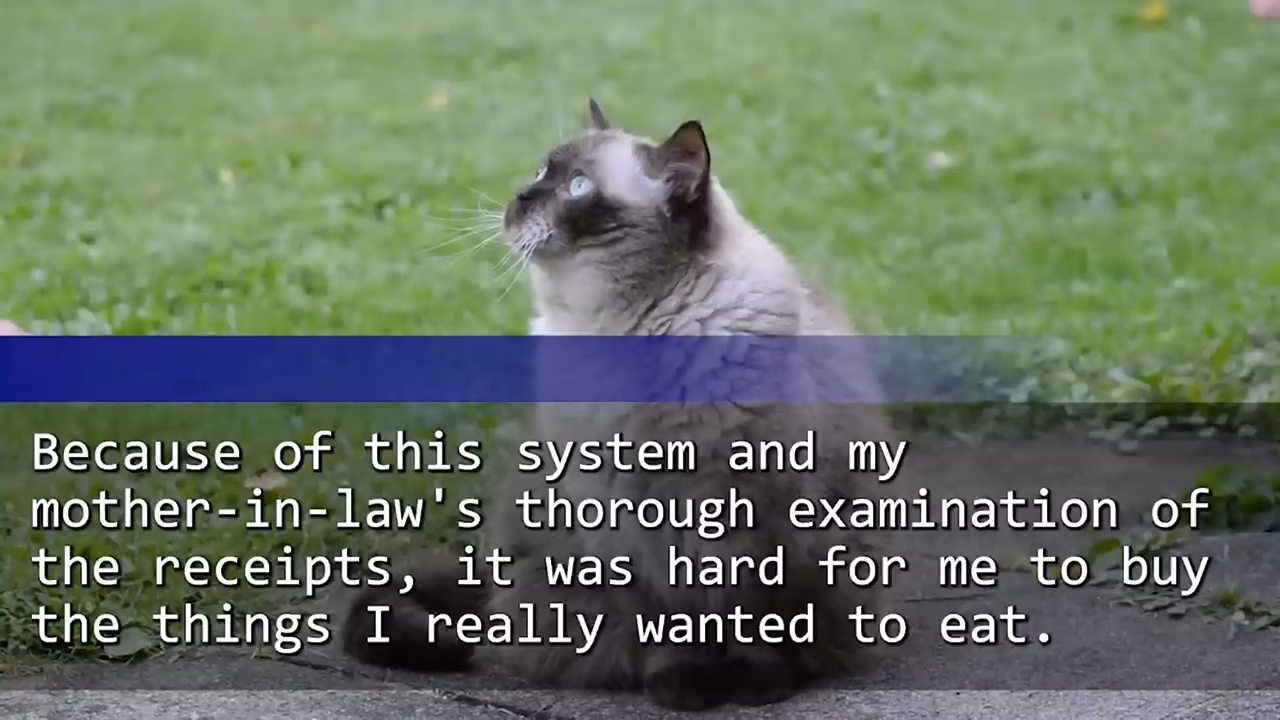 Because of this system and my
mother-in-law's thorough examination of
the receipts, it was hard for me to buy
the things I really wanted to eat.